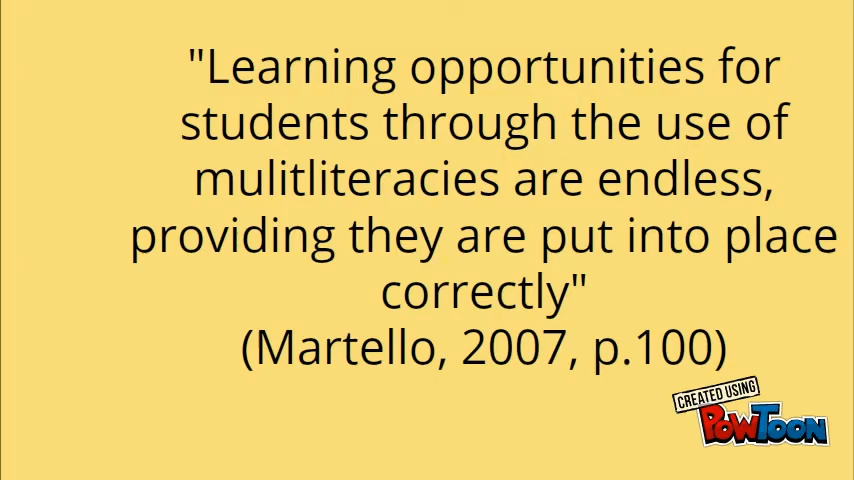 "Learning opportunities for
students through the use of
mulitliteracies are endless,
providing they are put into place
correctly"
(Martello, 2007, p.100)
CREATED USING
POWTOON